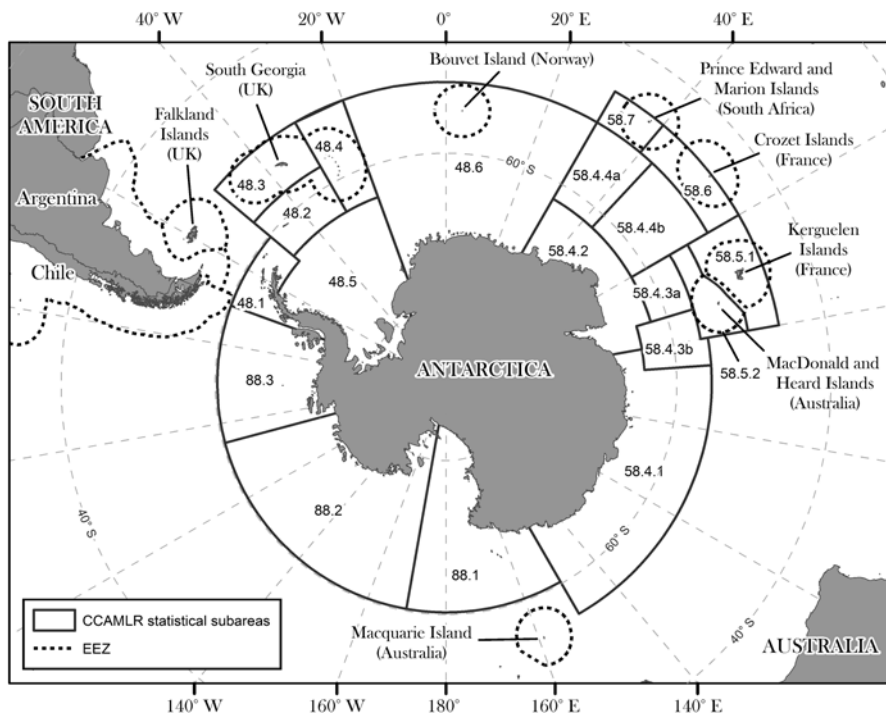 40° W
20° W
0°
20° E
40° E
Bouvet Island (Norway)
South Georgia
(UK)
Prince Edward and
Marion Islands
(South Africa)
SOUTH
AMERICA
Falkland
Islands
(UK)
58.7
48.4
Crozet Islands
(France)
60° S
48.3
48.6
58.4.4a
58.6
Argentina
48.2
58.4.4b
Kerguelen
Islands
(France)
58.4.2
58.5.1
Chile
48.5
58.4.3a
48.1
58.4.3b
ANTARCTICA
58.5.2
MacDonald and
Heard Islands
(Australia)
88.3
58.4.1
88.2
40° S
60° S
88.1
CCAMLR statistical subareas
EEZ
Macquarie Island
(Australia)
40° S
AUSTRALIA
140° W
160° W
180°
160° E
140° E